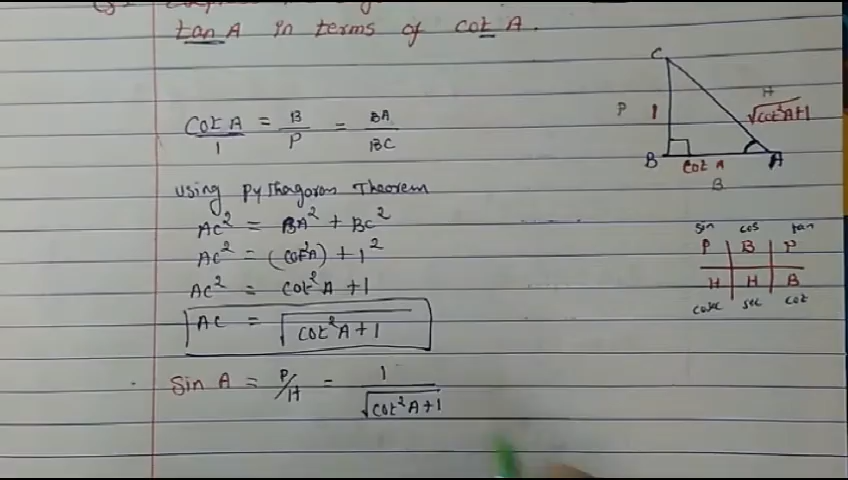 tan A in terms of cot A.
Cot A / 1 = B / P = BA / BC
Using Pythagoras Theorem
AC² = BA² + BC²
AC² = (cot²A) + 1²
AC² = Cot² A + 1
AC = √cot²A + 1
Sin A = P/H = 1 / √cot²A + 1
C
H
P 1 √cot²A+1
B cot A A
B
sin cos tan
P B P
H H B
cosec sec cot